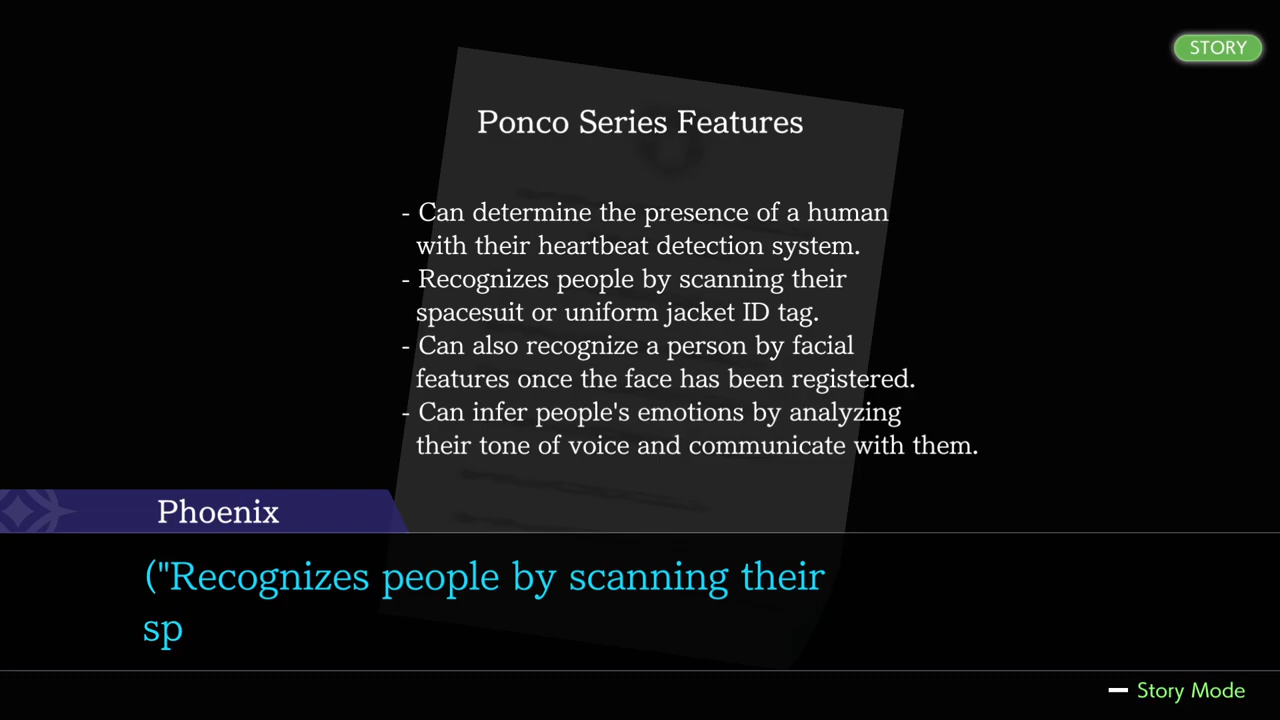 STORY
Ponco Series Features
- Can determine the presence of a human
with their heartbeat detection system.
- Recognizes people by scanning their
spacesuit or uniform jacket ID tag.
- Can also recognize a person by facial
features once the face has been registered.
- Can infer people's emotions by analyzing
their tone of voice and communicate with them.
Phoenix
("Recognizes people by scanning their
sp
Story Mode